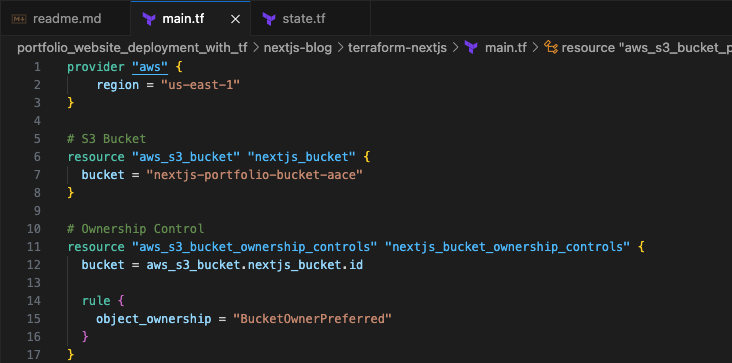 readme.md main.tf × state.tf
portfolio_website_deployment_with_tf > nextjs-blog > terraform-nextjs > main.tf > resource "aws_s3_bucket_p
1 provider "aws" {
2     region = "us-east-1"
3 }
4
5 # S3 Bucket
6 resource "aws_s3_bucket" "nextjs_bucket" {
7   bucket = "nextjs-portfolio-bucket-aace"
8 }
9
10 # Ownership Control
11 resource "aws_s3_bucket_ownership_controls" "nextjs_bucket_ownership_controls" {
12   bucket = aws_s3_bucket.nextjs_bucket.id
13
14   rule {
15     object_ownership = "BucketOwnerPreferred"
16   }
17 }